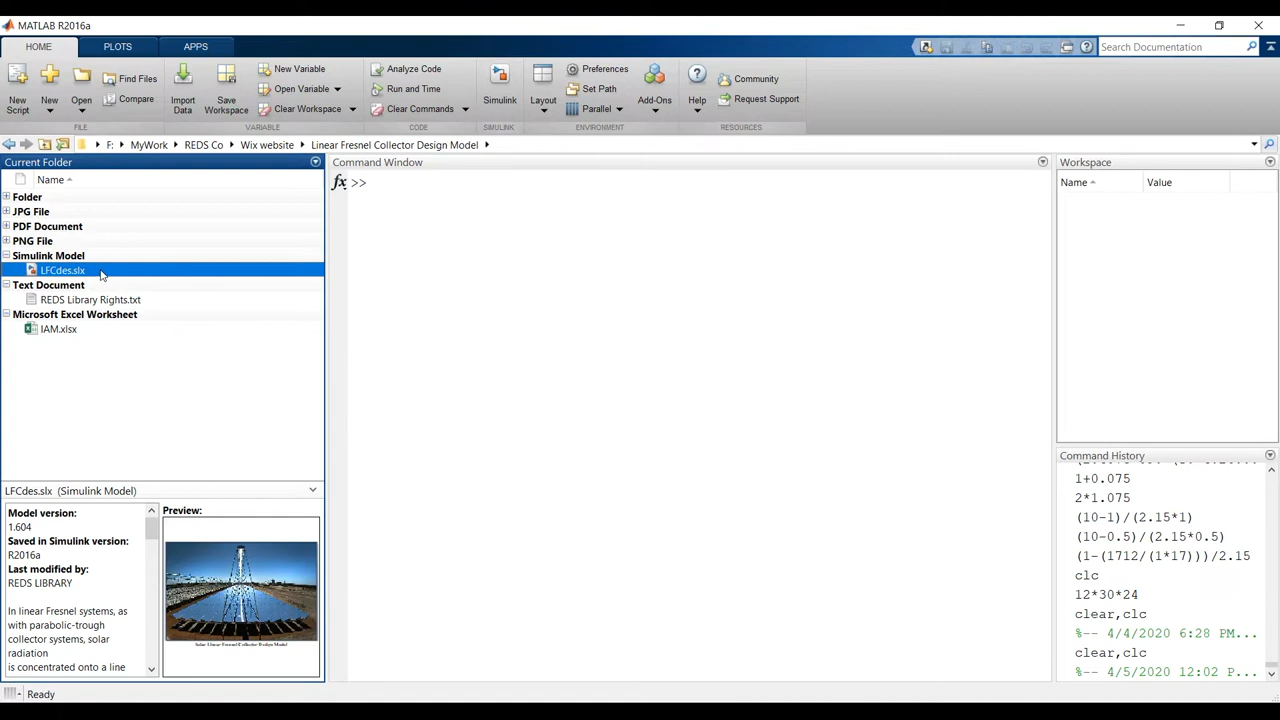 MATLAB R2016a
HOME
PLOTS
APPS
Search Documentation
New Script
New
Open
Find Files
Compare
Import Data
Save Workspace
New Variable
Open Variable
Clear Workspace
Analyze Code
Run and Time
Clear Commands
Simulink
Layout
Preferences
Set Path
Parallel
Add-Ons
Help
Community
Request Support
FILE
VARIABLE
CODE
SIMULINK
ENVIRONMENT
RESOURCES
F: MyWork REDS Co Wix website Linear Fresnel Collector Design Model
Current Folder
Name
Folder
JPG File
PDF Document
PNG File
Simulink Model
LFCdes.slx
Text Document
REDS Library Rights.txt
Microsoft Excel Worksheet
IAM.xlsx
LFCdes.slx (Simulink Model)
Model version:
1.604
Saved in Simulink version:
R2016a
Last modified by:
REDS LIBRARY
In linear Fresnel systems, as
with parabolic-trough
collector systems, solar
radiation
is concentrated onto a line
Preview:
Solar Linear Fresnel Collector Design Model
Command Window
fx >>
Workspace
Name Value
Command History
1+0.075
2*1.075
(10-1)/(2.15*1)
(10-0.5)/(2.15*0.5)
(1-(1712/(1*17)))/2.15
clc
12*30*24
clear,clc
%-- 4/4/2020 6:28 PM...
clear,clc
%-- 4/5/2020 12:02 P...
Ready